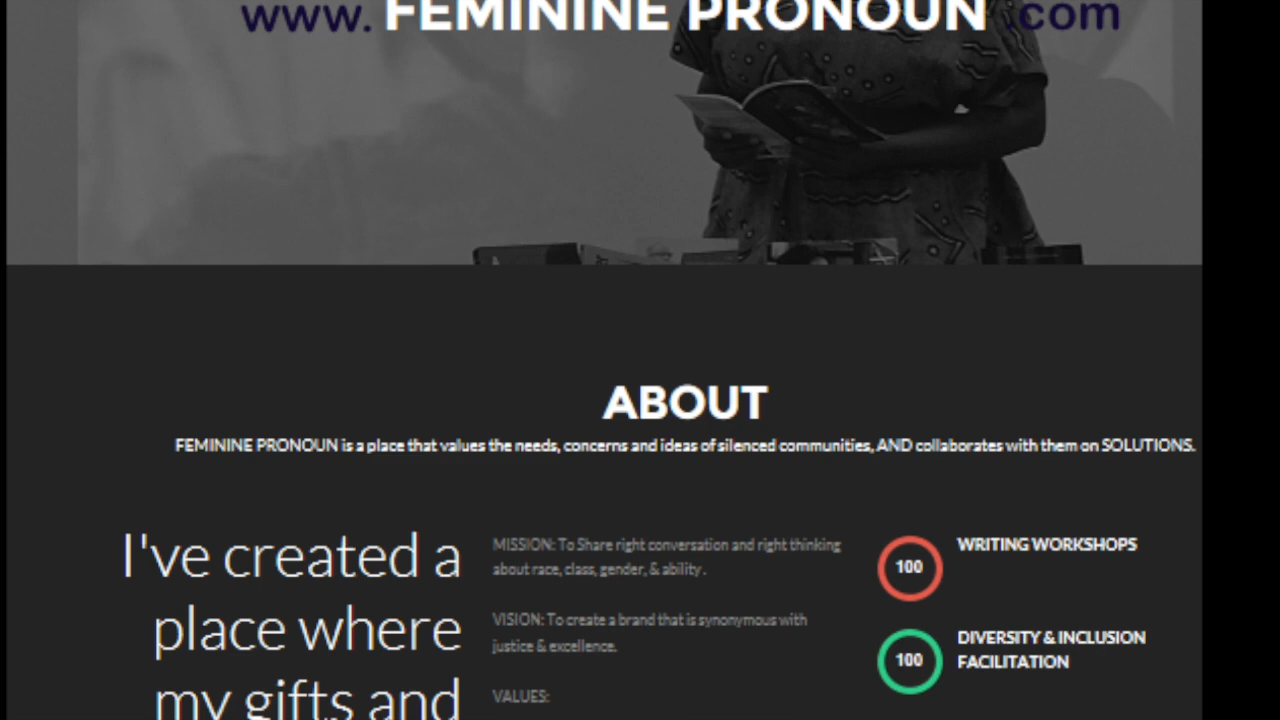 www. FEMININE PRONOUN .com
ABOUT
FEMININE PRONOUN is a place that values the needs, concerns and ideas of silenced communities, AND collaborates with them on SOLUTIONS.
I've created a
place where
my gifts and
MISSION: To Share right conversation and right thinking
about race, class, gender, & ability.
VISION: To create a brand that is synonymous with
justice & excellence.
VALUES:
100 WRITING WORKSHOPS
100 DIVERSITY & INCLUSION
FACILITATION